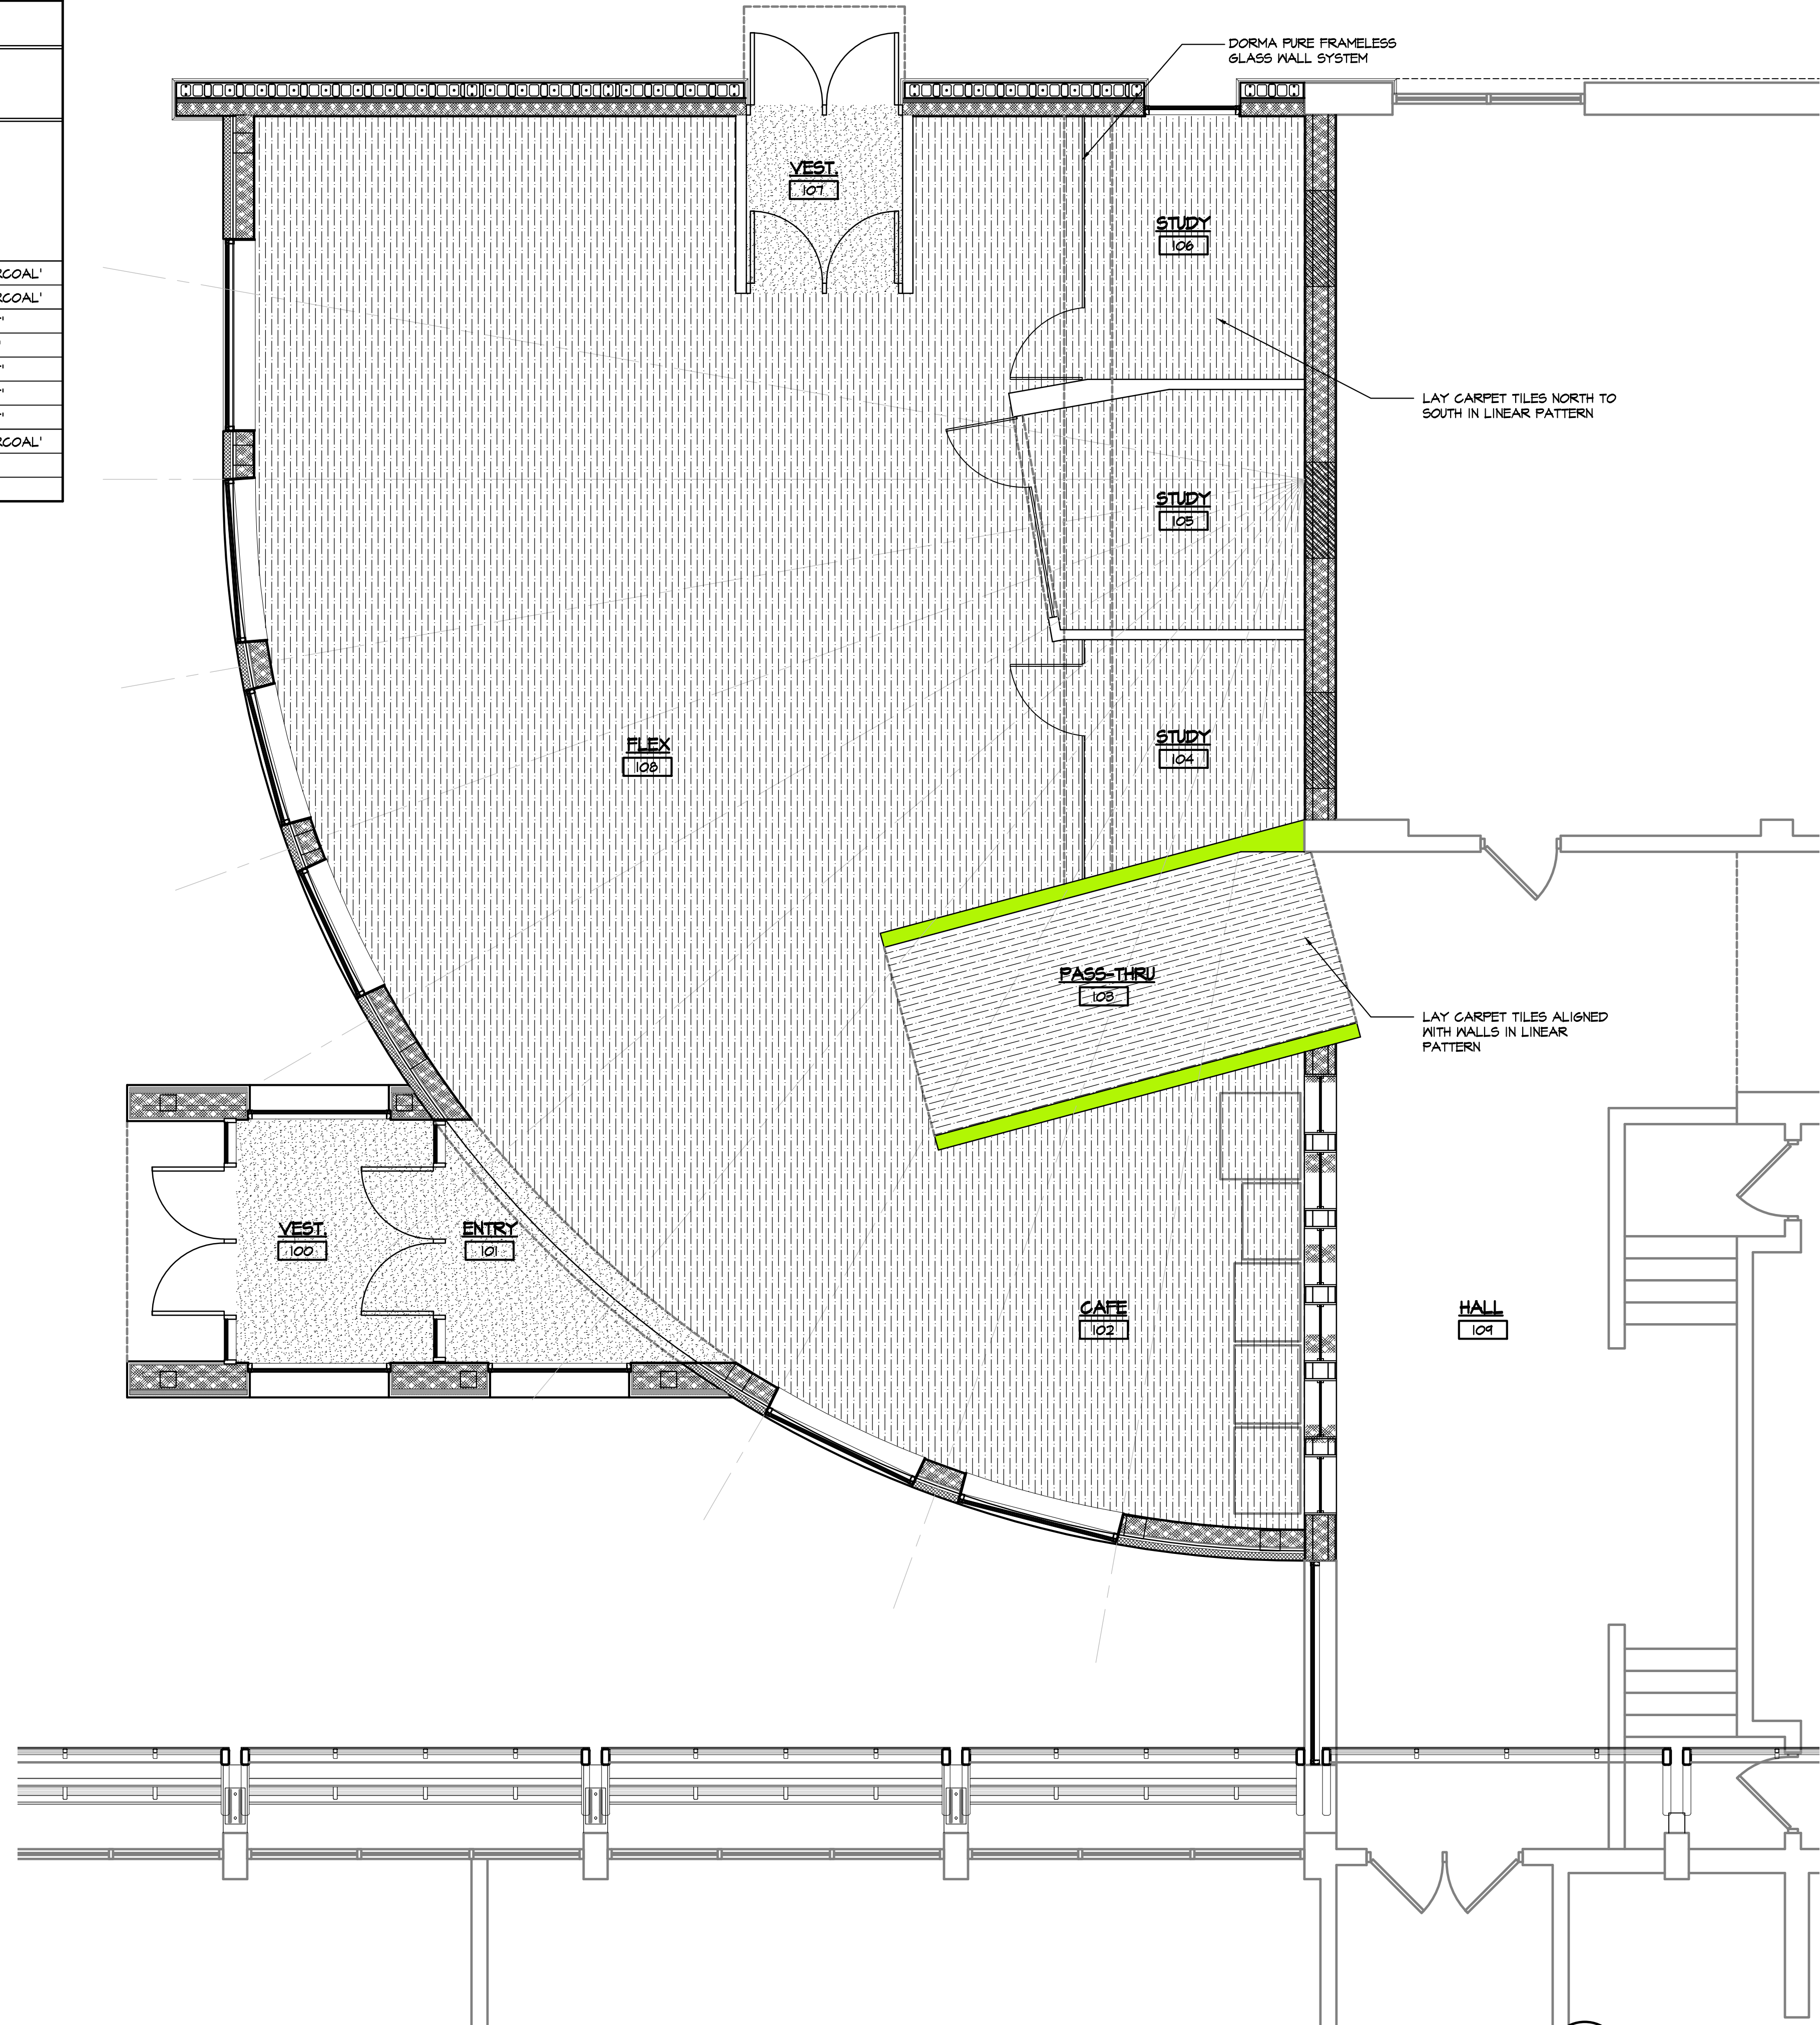 DORMA PURE FRAMELESS
GLASS WALL SYSTEM
VEST.
107
STUDY
106
RCOAL'
RCOAL'
LAY CARPET TILES NORTH TO
SOUTH IN LINEAR PATTERN
RCOAL'
STUDY
105
FLEX
108
STUDY
104
PASS-THRU
103
LAY CARPET TILES ALIGNED
WITH WALLS IN LINEAR
PATTERN
VEST.
100
ENTRY
101
CAFE
102
HALL
109